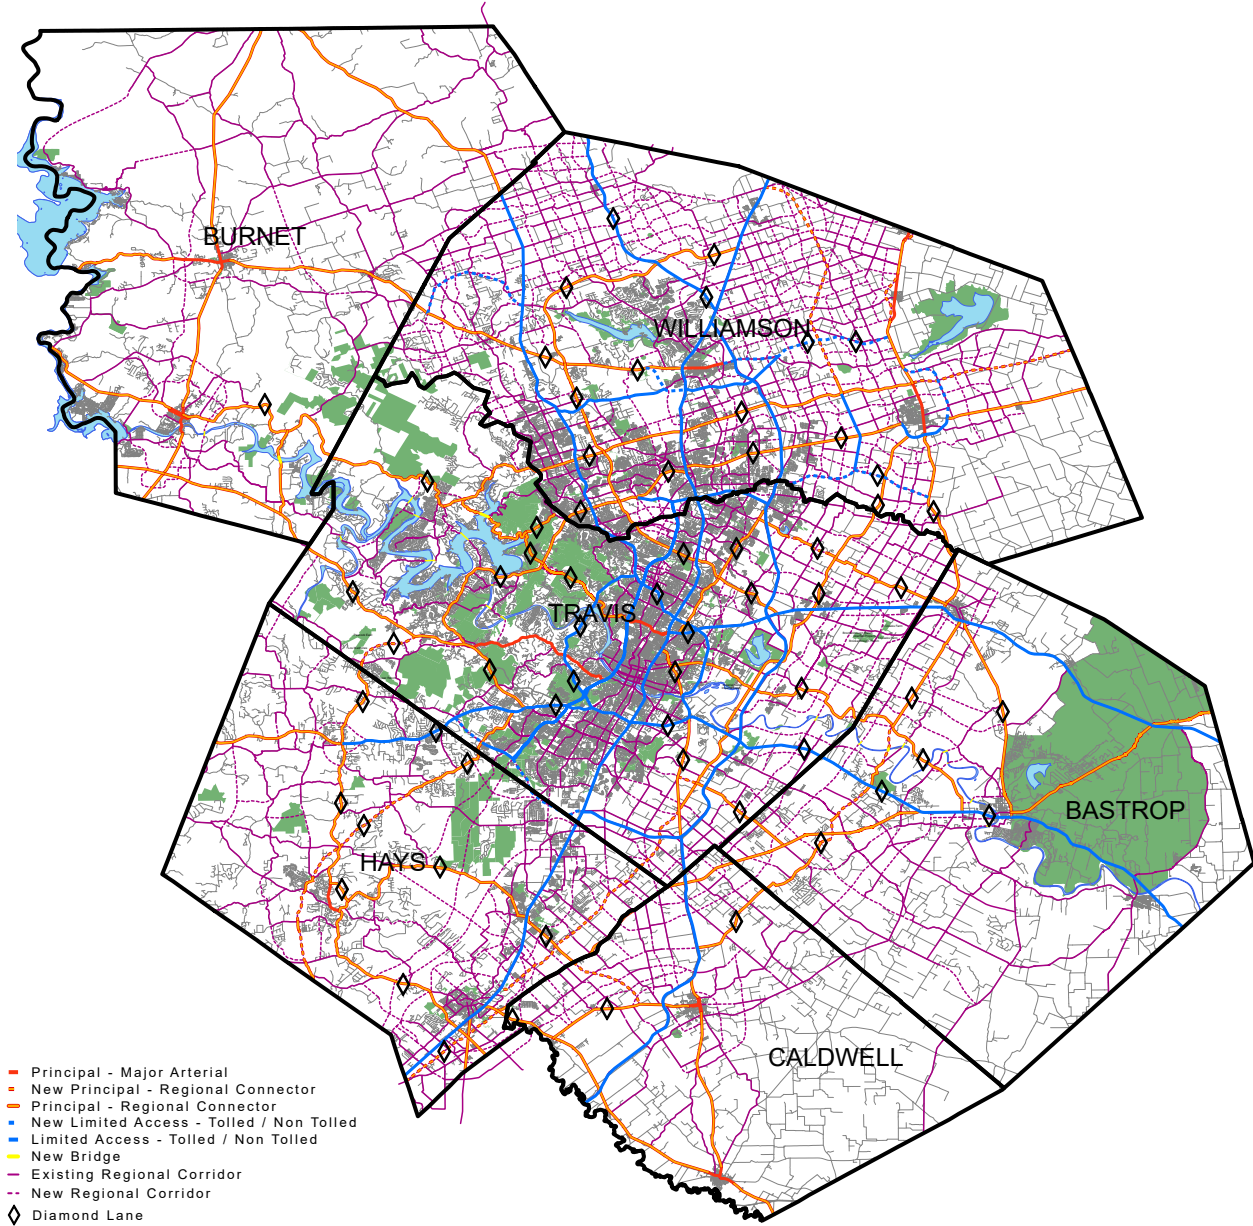 BURNET
WILLIAMSON
TRAVIS
BASTROP
HAYS
CALDWELL
Principal - Major Arterial
New Principal - Regional Connector
Principal - Regional Connector
New Limited Access - Tolled / Non Tolled
Limited Access - Tolled / Non Tolled
New Bridge
Existing Regional Corridor
New Regional Corridor
Diamond Lane